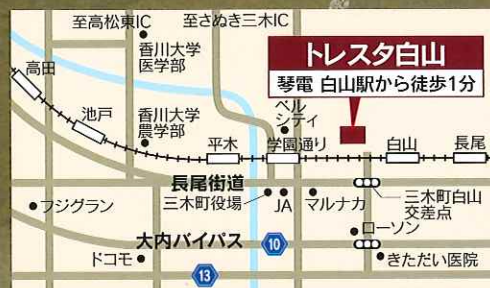 至高松東IC
至さぬき三木IC
香川大学
医学部
トレスタ白山
琴電 白山駅から徒歩1分
高田
池戸
香川大学
農学部
ベル
シティ
平木
学園通り
白山
長尾
長尾街道
三木町役場
JA
マルナカ
三木町白山
交差点
フジグラン
大内バイパス
10
ローソン
ドコモ
13
きただい医院